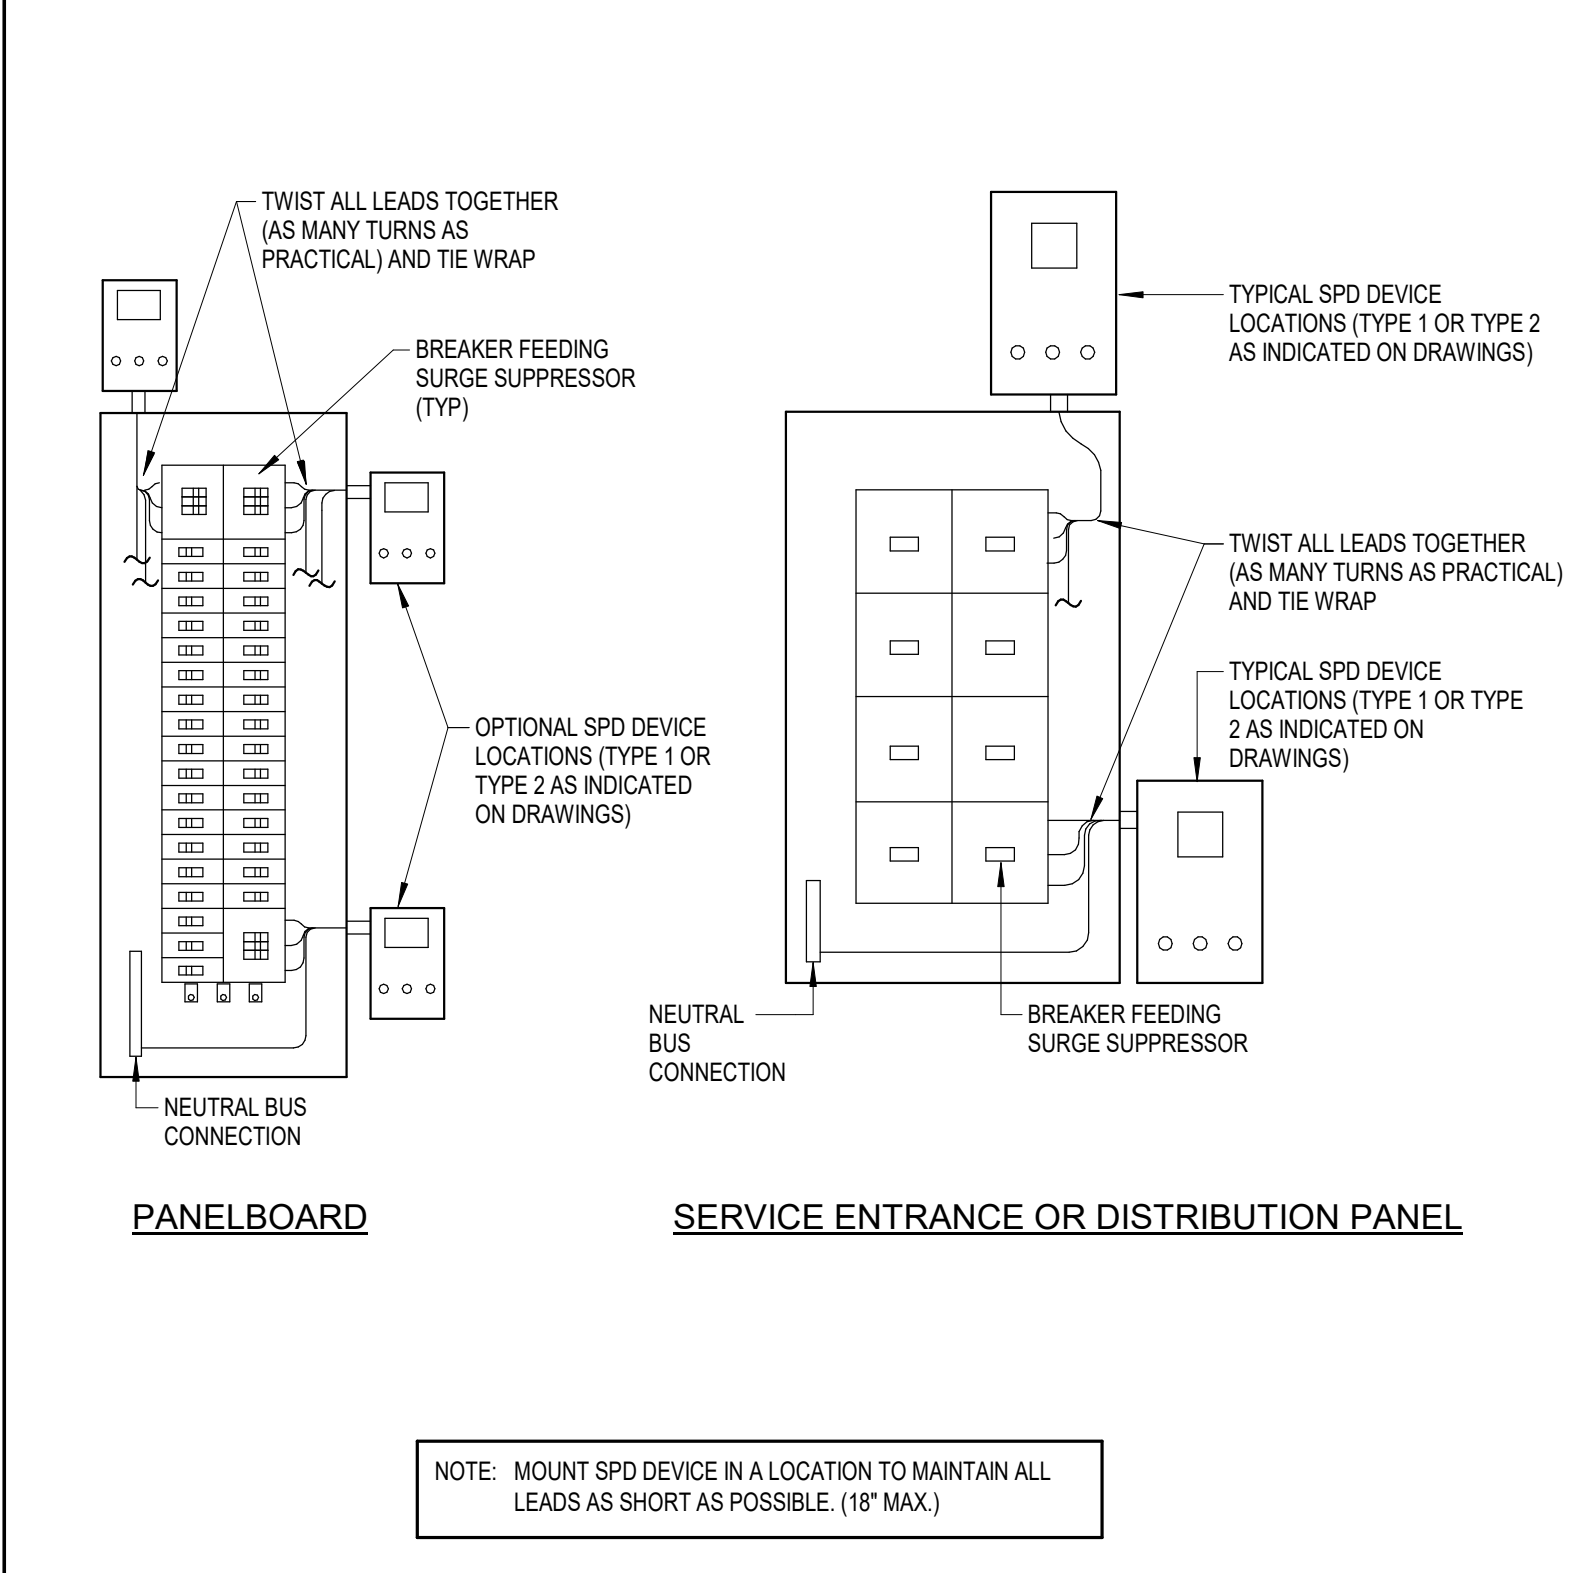 TWIST ALL LEADS TOGETHER
(AS MANY TURNS AS
PRACTICAL) AND TIE WRAP
BREAKER FEEDING
SURGE SUPPRESSOR
(TYP)
OPTIONAL SPD DEVICE
LOCATIONS (TYPE 1 OR
TYPE 2 AS INDICATED
ON DRAWINGS)
NEUTRAL BUS
CONNECTION
PANELBOARD
TYPICAL SPD DEVICE
LOCATIONS (TYPE 1 OR TYPE 2
AS INDICATED ON DRAWINGS)
TWIST ALL LEADS TOGETHER
(AS MANY TURNS AS PRACTICAL)
AND TIE WRAP
TYPICAL SPD DEVICE
LOCATIONS (TYPE 1 OR TYPE
2 AS INDICATED ON
DRAWINGS)
NEUTRAL
BUS
CONNECTION
BREAKER FEEDING
SURGE SUPPRESSOR
SERVICE ENTRANCE OR DISTRIBUTION PANEL
NOTE: MOUNT SPD DEVICE IN A LOCATION TO MAINTAIN ALL
LEADS AS SHORT AS POSSIBLE. (18" MAX.)